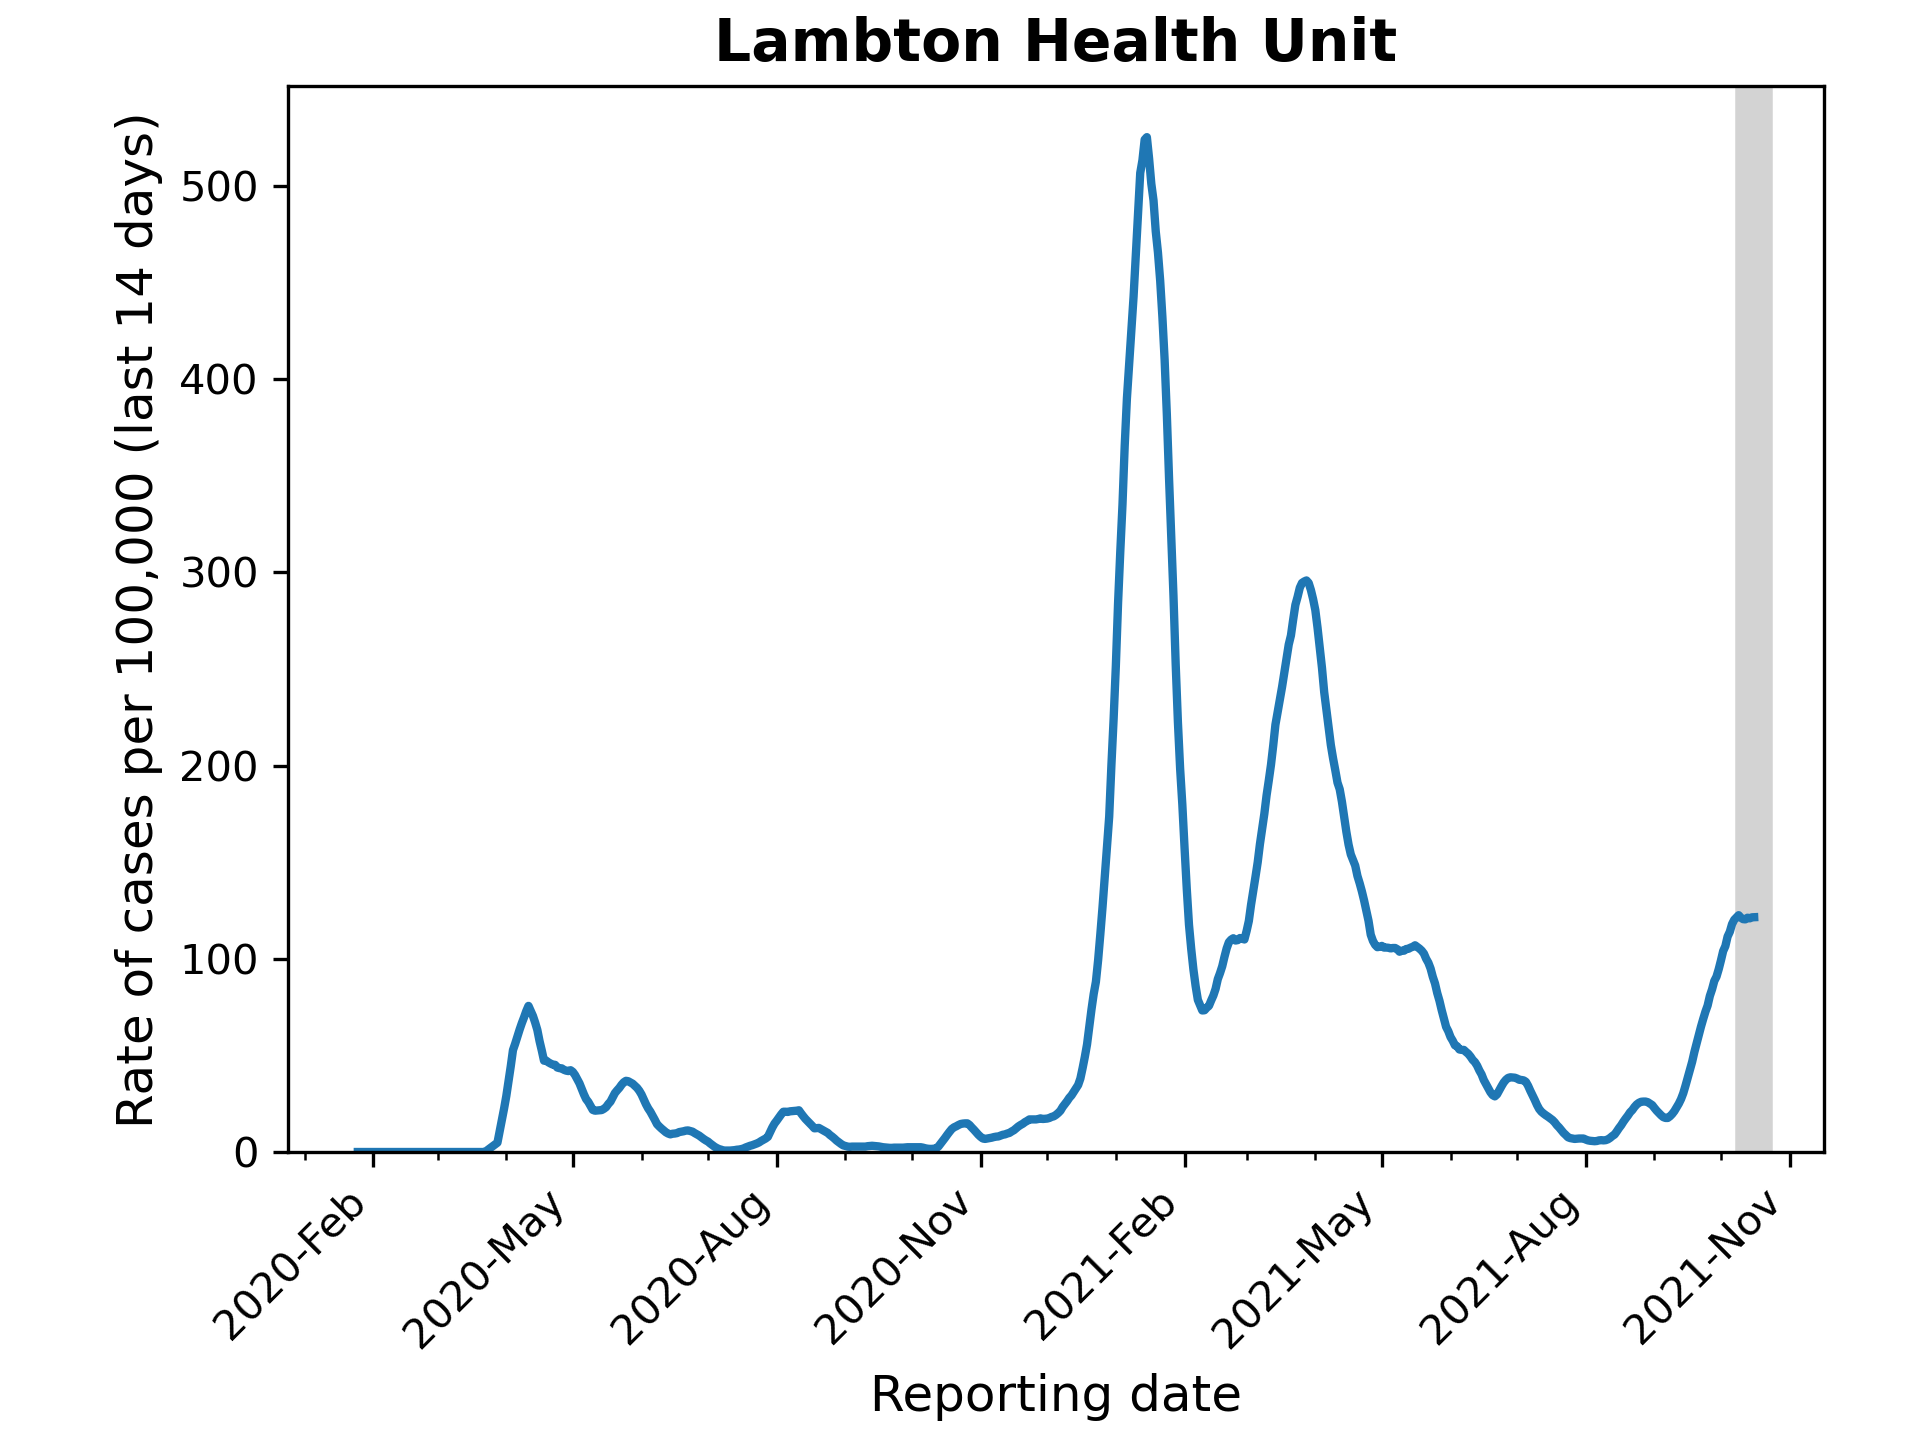 Lambton Health Unit
Rate of cases per 100,000 (last 14 days)
500
400
300
200
100
0
2020-Feb
2020-May
2020-Aug
2020-Nov
2021-Feb
2021-May
2021-Aug
2021-Nov
Reporting date